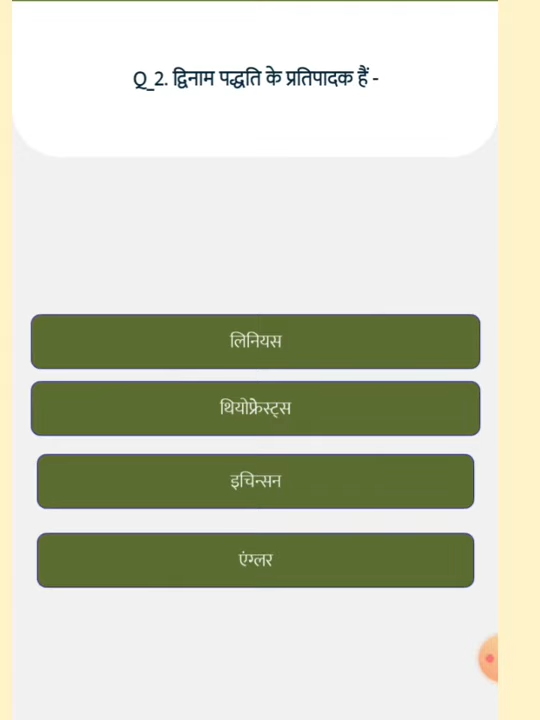 Q_2. द्विनाम पद्धति के प्रतिपादक हैं -
लिनियस
थियोफ्रेस्ट्स
इचिन्सन
एंग्लर